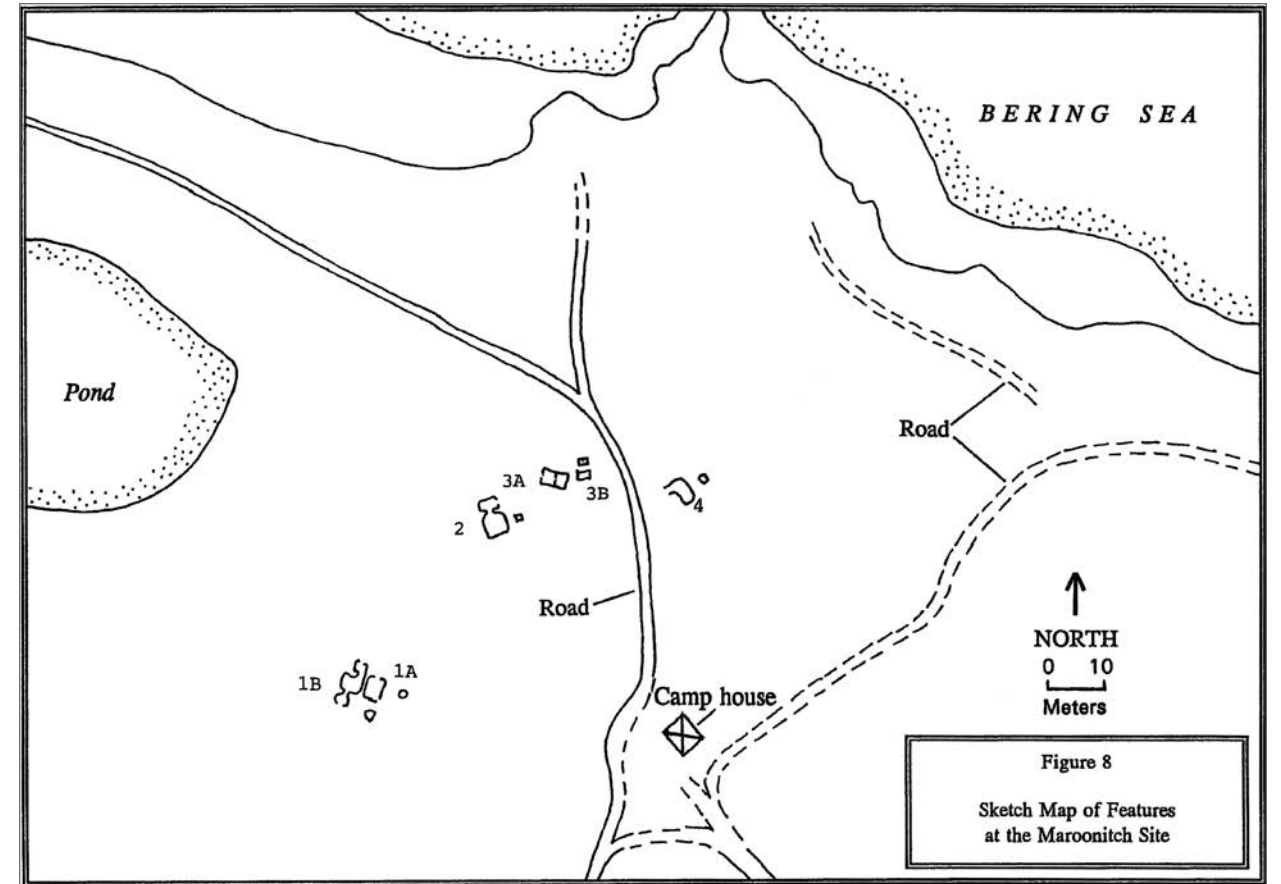 BERING SEA
Pond
Road
3A
3B
4
2
Road
NORTH
0 10
Meters
1B
1A
Camp house
Figure 8
Sketch Map of Features
at the Maroonitch Site